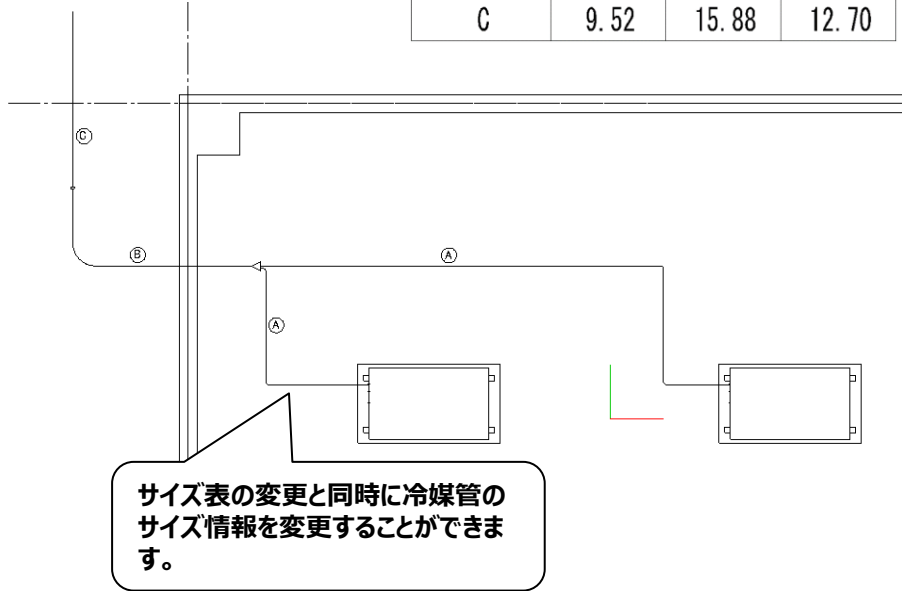 C 9.52 15.88 12.70
C
B
A
A
サイズ表の変更と同時に冷媒管の
サイズ情報を変更することができま
す。